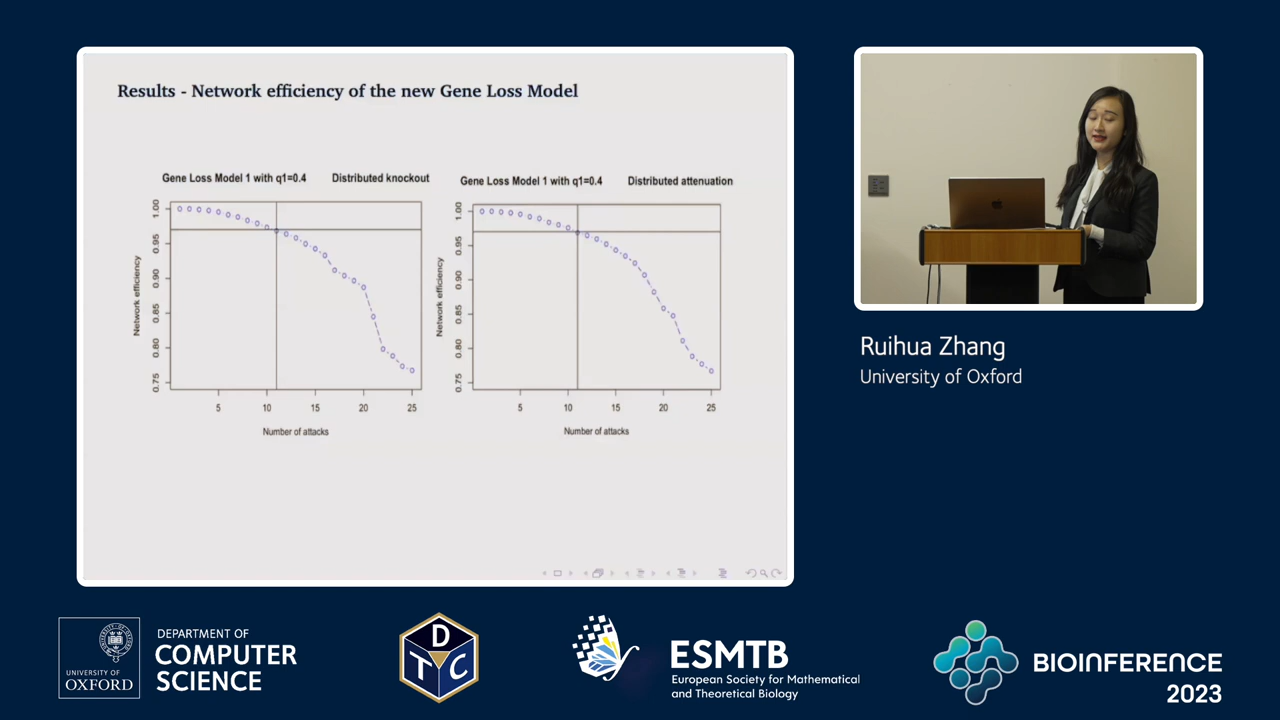 Results - Network efficiency of the new Gene Loss Model
Gene Loss Model 1 with q1=0.4 Distributed knockout
Network efficiency
1.00
0.95
0.90
0.85
0.80
0.75
5 10 15 20 25
Number of attacks
Gene Loss Model 1 with q1=0.4 Distributed attenuation
Network efficiency
1.00
0.95
0.90
0.85
0.80
0.75
5 10 15 20 25
Number of attacks
Ruihua Zhang
University of Oxford
UNIVERSITY OF
OXFORD
DEPARTMENT OF
COMPUTER
SCIENCE
D
T C
ESMTB
European Society for Mathematical
and Theoretical Biology
BIOINFERENCE
2023